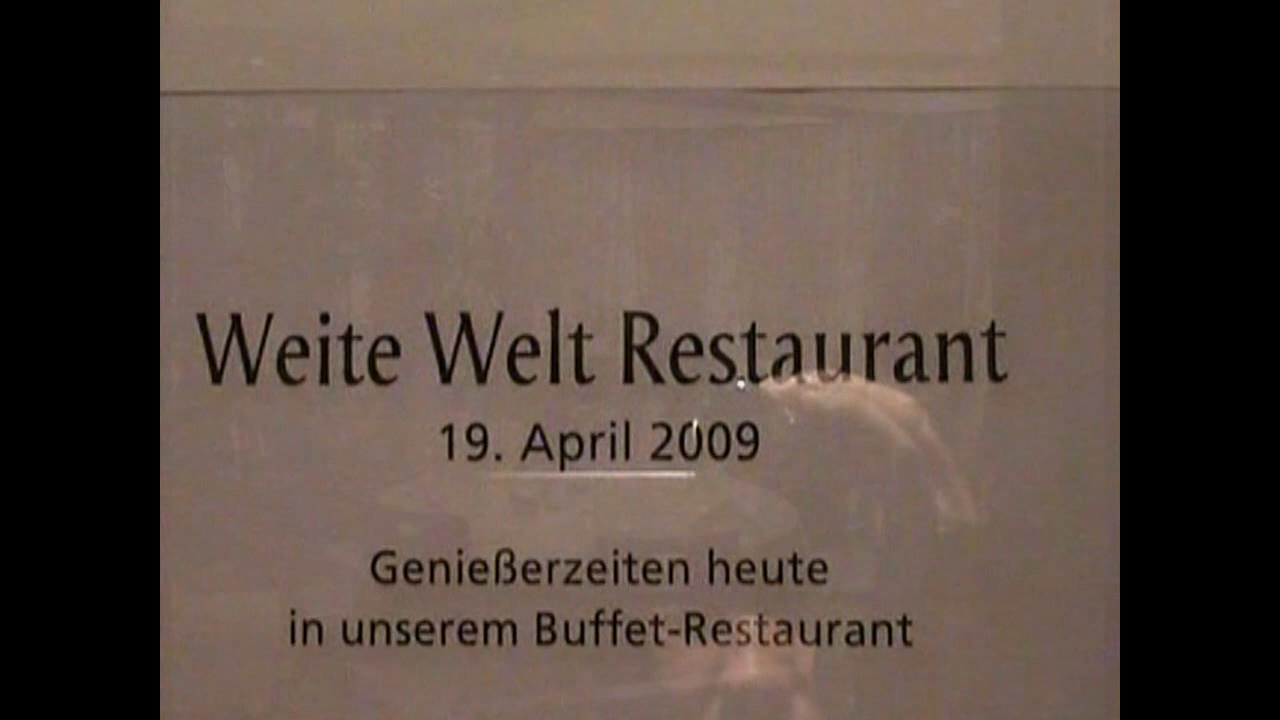 Weite Welt Restaurant
19. April 2009
Genießerzeiten heute
in unserem Buffet-Restaurant